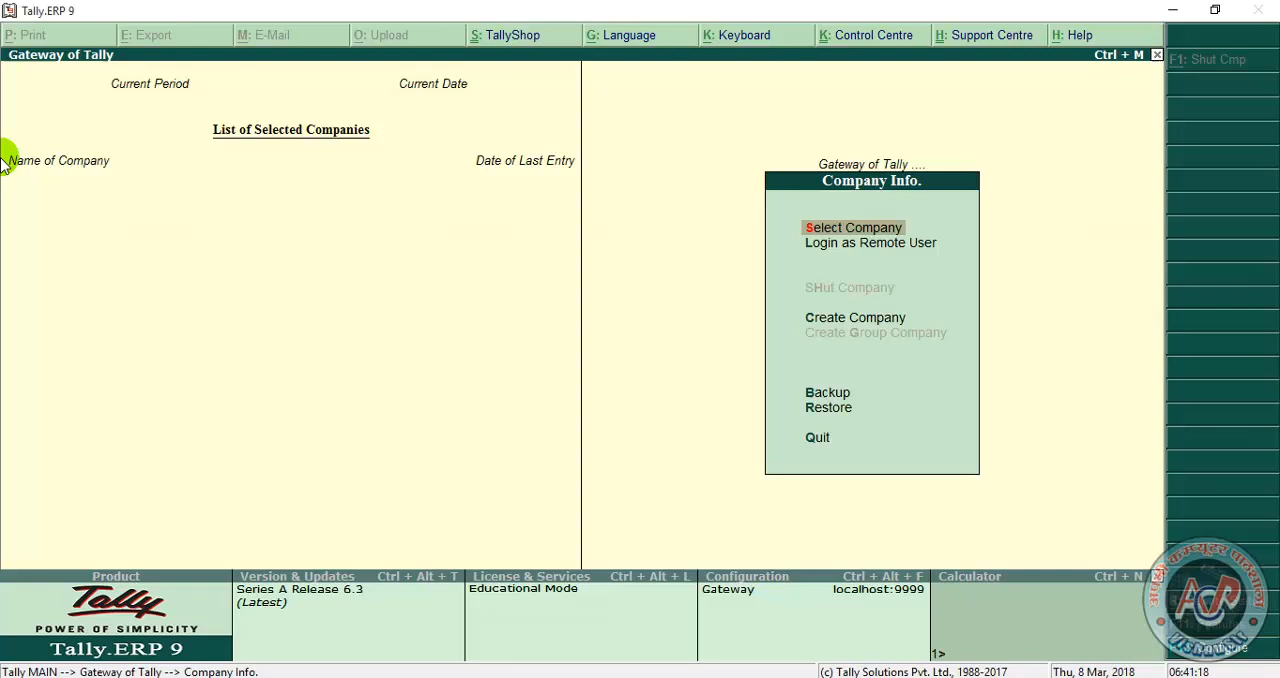 Tally.ERP 9
P: Print
E: Export
M: E-Mail
O: Upload
S: TallyShop
G: Language
K: Keyboard
K: Control Centre
H: Support Centre
H: Help
Gateway of Tally
Ctrl + M
F1: Shut Cmp
Current Period
Current Date
List of Selected Companies
Name of Company
Date of Last Entry
Gateway of Tally ....
Company Info.
Select Company
Login as Remote User
SHut Company
Create Company
Create Group Company
Backup
Restore
Quit
Product
Version & Updates Ctrl + Alt + T
License & Services Ctrl + Alt + L
Configuration Ctrl + Alt + F
Calculator Ctrl + N
Tally
POWER OF SIMPLICITY
Tally.ERP 9
Series A Release 6.3
(Latest)
Educational Mode
Gateway localhost:9999
1>
ACP
Tally MAIN --> Gateway of Tally --> Company Info.
(c) Tally Solutions Pvt. Ltd., 1988-2017
Thu, 8 Mar, 2018
06:41:18